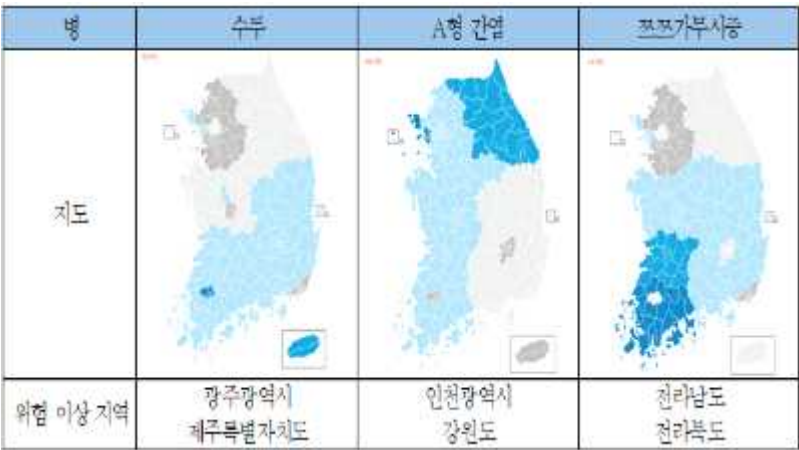 병 수두 A형 간염 쯔쯔가무시증
지도
위험 이상 지역
광주광역시
제주특별자치도
인천광역시
강원도
전라남도
전라북도